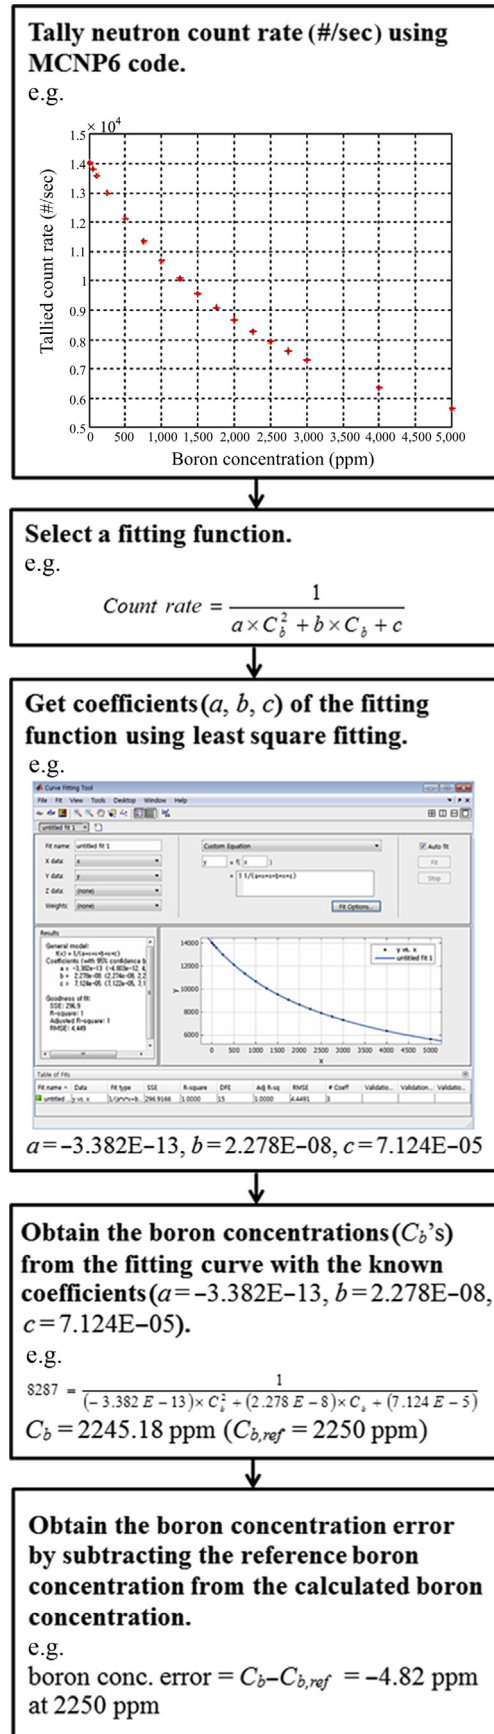 Tally neutron count rate (#/sec) using
MCNP6 code.
e.g.
1.5 × 10⁴
1.4
1.3
1.2
1.1
1
0.9
0.8
0.7
0.6
0.5
Tallied count rate (#/sec)
0 500 1,000 1,500 2,000 2,500 3,000 3,500 4,000 4,500 5,000
Boron concentration (ppm)
Select a fitting function.
e.g.
Count rate = 1 / (a × C_b² + b × C_b + c)
Get coefficients (a, b, c) of the fitting
function using least square fitting.
e.g.
Curve Fitting Tool
File Fit View Tools Desktop Window Help
untitled fit 1
Fit name: untitled fit 1
X data: x
Y data: y
Z data: (none)
Weights: (none)
Custom Equation
y = f( x )
= 1/(a*x*x+b*x+c)
Fit Options...
Auto fit
Fit
Stop
Results
General model:
f(x) = 1/(a*x*x+b*x+c)
Coefficients (with 95% confidence b
Goodness of fit:
SSE: 296.9
R-square: 1
Adjusted R-square: 1
RMSE: 4.449
14000
12000
10000
8000
6000
y
y vs. x
untitled fit 1
0 500 1000 1500 2000 2500 3000 3500 4000 4500 5000
x
Table of Fits
Fit name Data Fit type SSE R-square DFE Adj R-sq RMSE # Coeff Validatio... Validation... Validatio...
untitled ... y vs. x 296.9166 1.0000 15 1.0000 4.4491 3
a = −3.382E−13, b = 2.278E−08, c = 7.124E−05
Obtain the boron concentrations (C_b's)
from the fitting curve with the known
coefficients (a = −3.382E−13, b = 2.278E−08,
c = 7.124E−05).
e.g.
8287 = 1 / ((− 3.382 E − 13) × C_b² + (2.278 E − 8) × C_b + (7.124 E − 5))
C_b = 2245.18 ppm (C_b,ref = 2250 ppm)
Obtain the boron concentration error
by subtracting the reference boron
concentration from the calculated boron
concentration.
e.g.
boron conc. error = C_b−C_b,ref = −4.82 ppm
at 2250 ppm